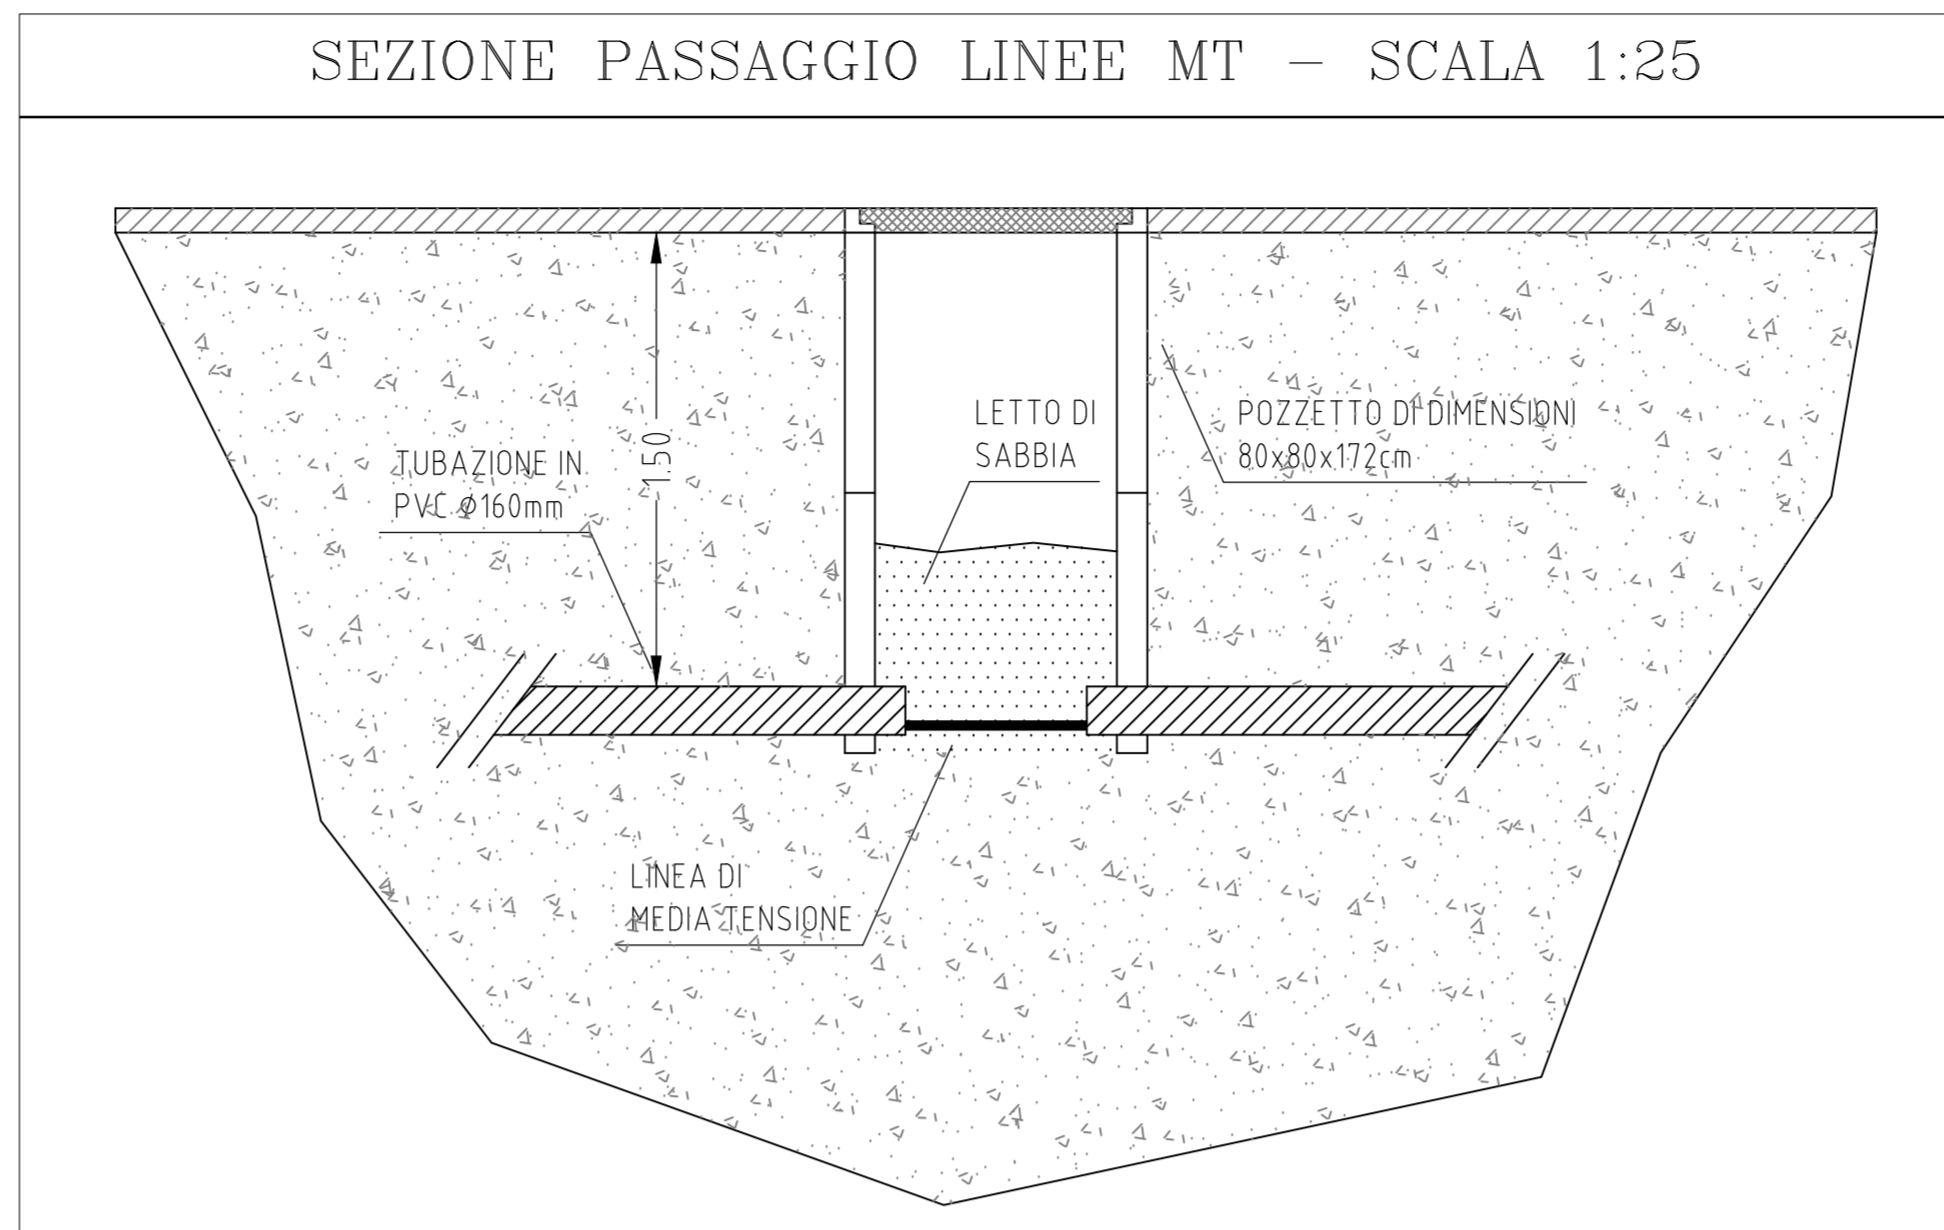 SEZIONE PASSAGGIO LINEE MT - SCALA 1:25
LETTO DI
SABBIA
POZZETTO DI DIMENSIONI
80x80x172cm
TUBAZIONE IN
PVC ϕ160mm
1.50
LINEA DI
MEDIA TENSIONE